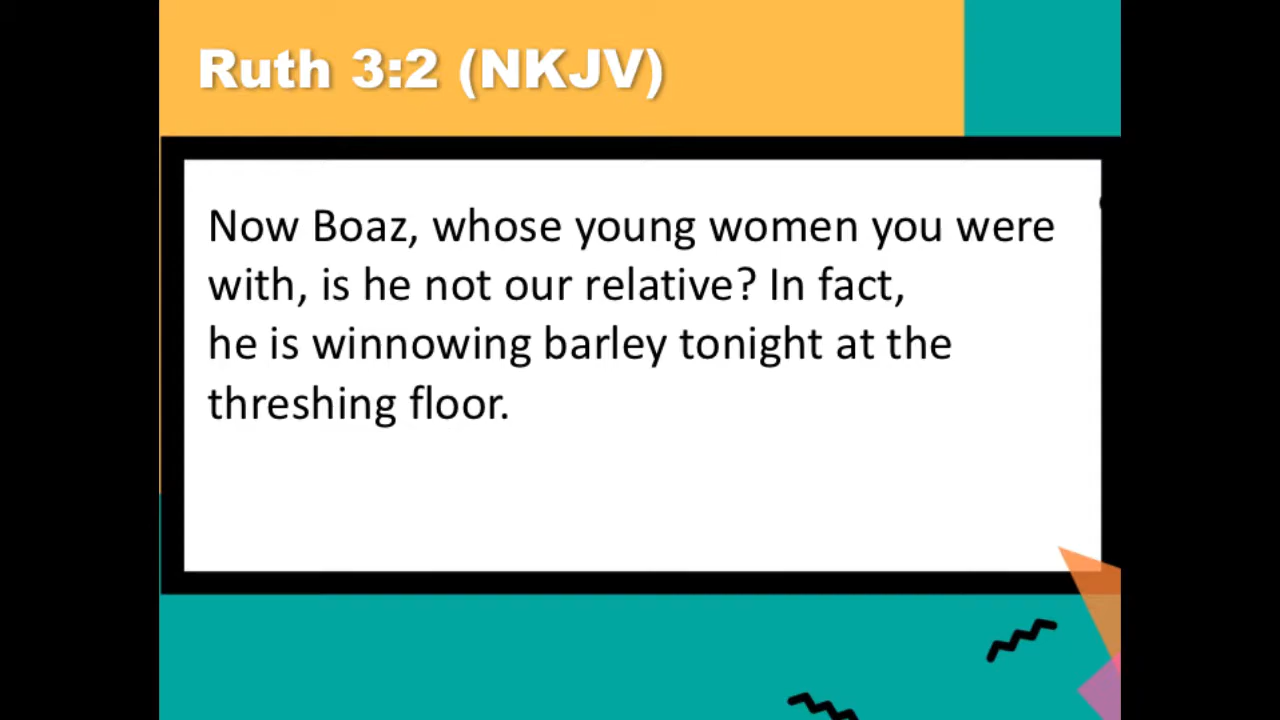 Ruth 3:2 (NKJV)
Now Boaz, whose young women you were
with, is he not our relative? In fact,
he is winnowing barley tonight at the
threshing floor.